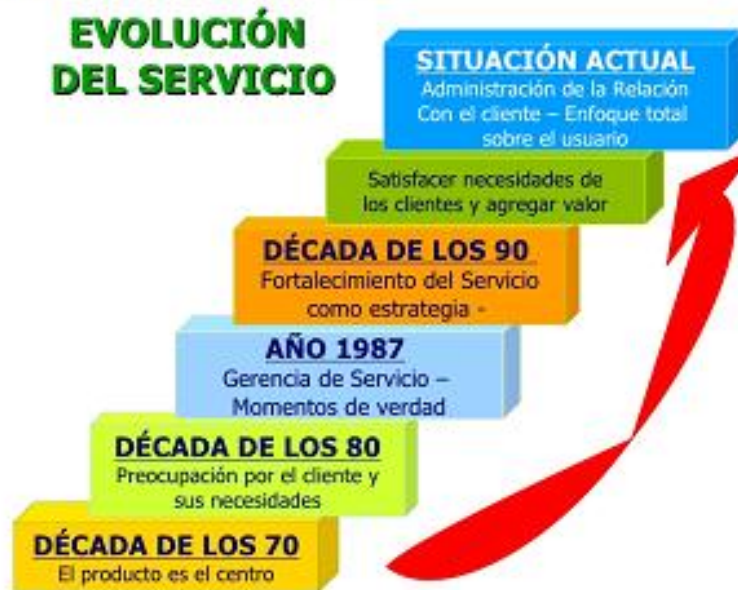 EVOLUCIÓN
DEL SERVICIO
SITUACIÓN ACTUAL
Administración de la Relación
Con el cliente – Enfoque total
sobre el usuario
Satisfacer necesidades de
los clientes y agregar valor
DÉCADA DE LOS 90
Fortalecimiento del Servicio
como estrategia -
AÑO 1987
Gerencia de Servicio –
Momentos de verdad
DÉCADA DE LOS 80
Preocupación por el cliente y
sus necesidades
DÉCADA DE LOS 70
El producto es el centro